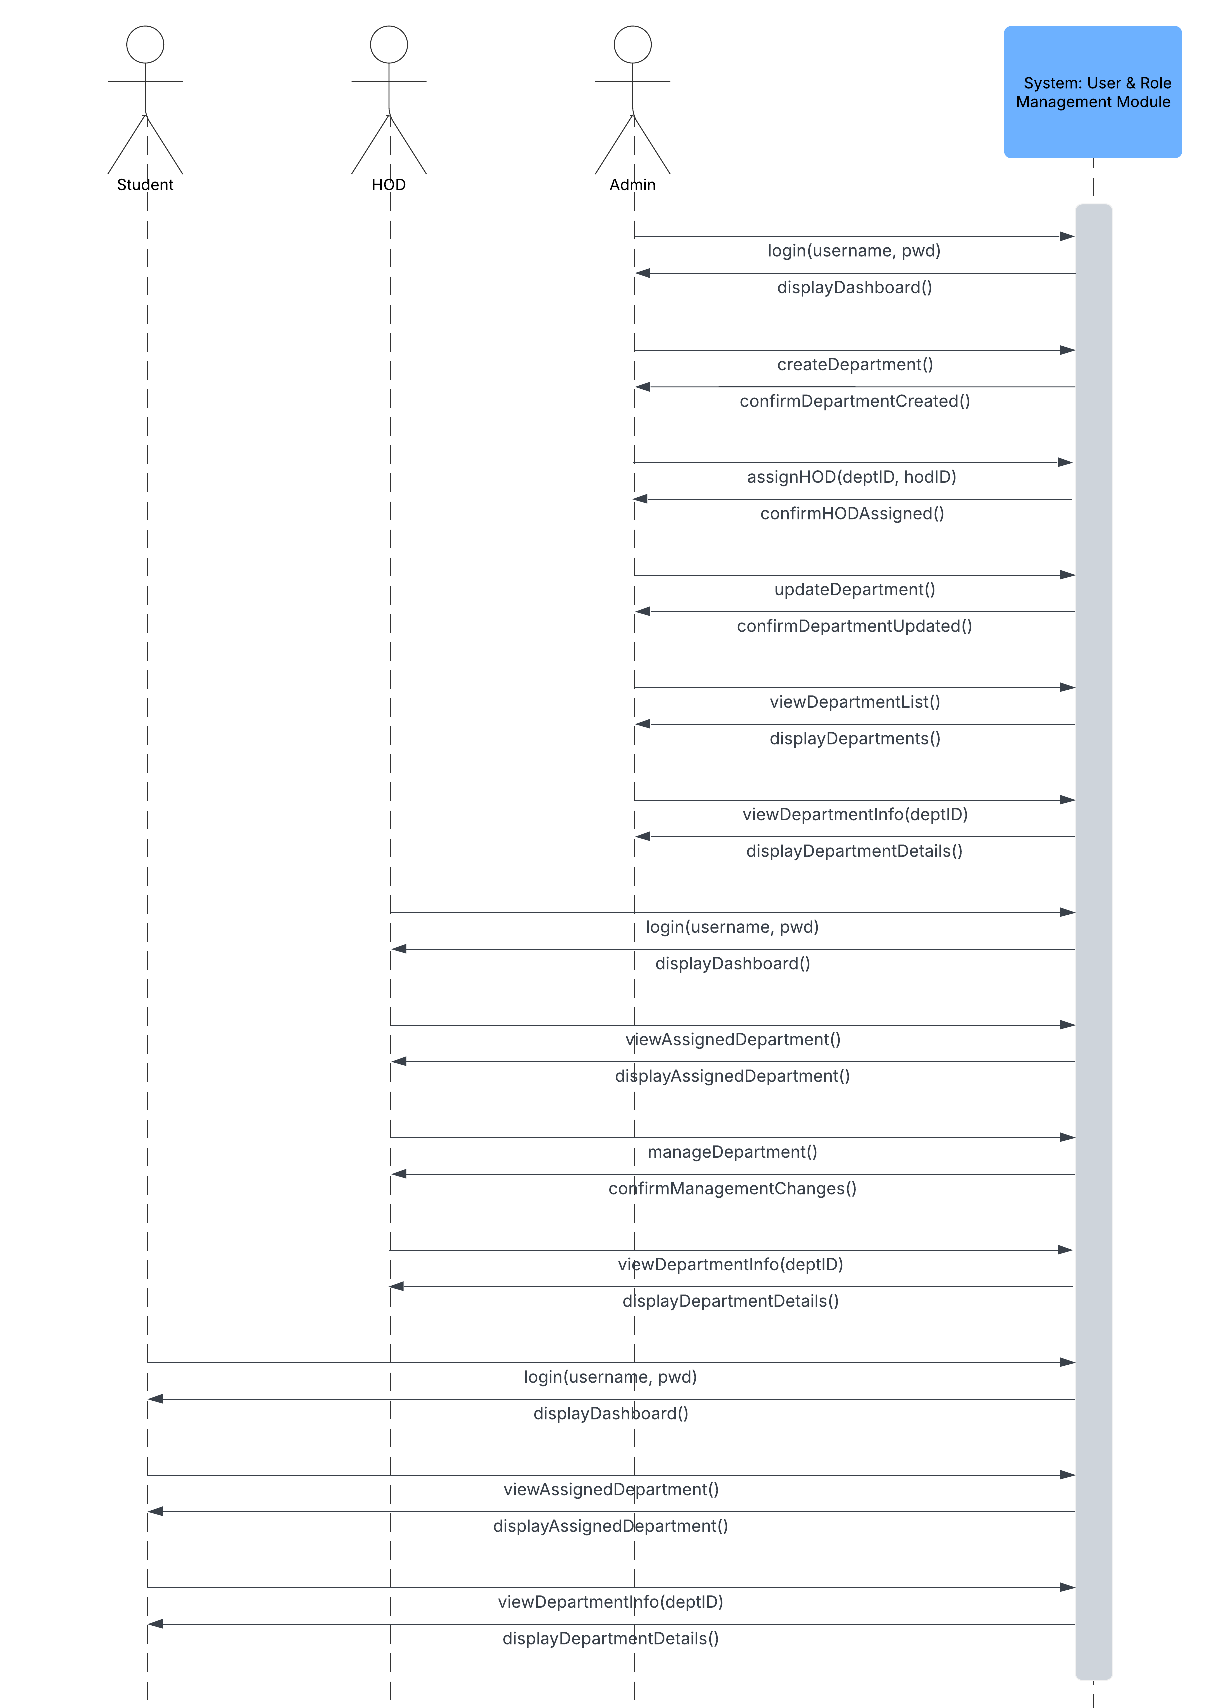 System: User & Role
Management Module
Student
HOD
Admin
login(username, pwd)
displayDashboard()
createDepartment()
confirmDepartmentCreated()
assignHOD(deptID, hodID)
confirmHODAssigned()
updateDepartment()
confirmDepartmentUpdated()
viewDepartmentList()
displayDepartments()
viewDepartmentInfo(deptID)
displayDepartmentDetails()
login(username, pwd)
displayDashboard()
viewAssignedDepartment()
displayAssignedDepartment()
manageDepartment()
confirmManagementChanges()
viewDepartmentInfo(deptID)
displayDepartmentDetails()
login(username, pwd)
displayDashboard()
viewAssignedDepartment()
displayAssignedDepartment()
viewDepartmentInfo(deptID)
displayDepartmentDetails()